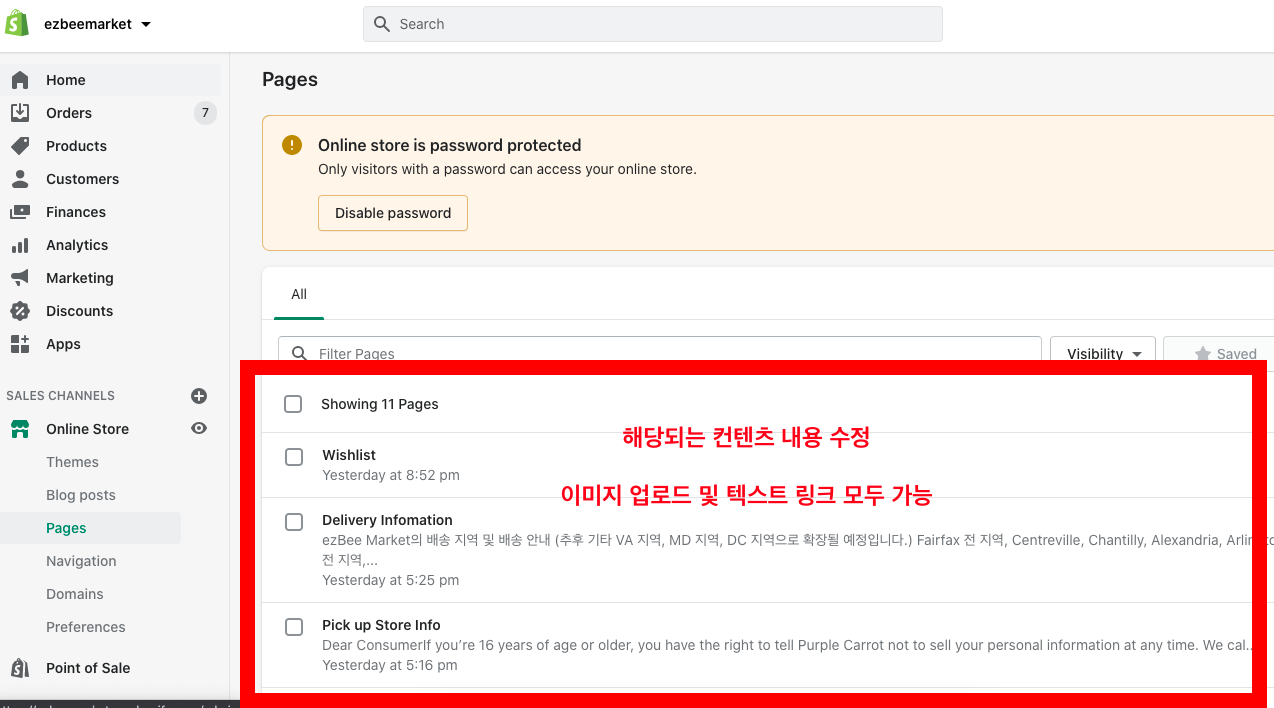 ezbeemarket
Search
Home
Orders 7
Products
Customers
Finances
Analytics
Marketing
Discounts
Apps
SALES CHANNELS
Online Store
Themes
Blog posts
Pages
Navigation
Domains
Preferences
Point of Sale
Pages
Online store is password protected
Only visitors with a password can access your online store.
Disable password
All
Filter Pages Visibility Saved
Showing 11 Pages
해당되는 컨텐츠 내용 수정
Wishlist
Yesterday at 8:52 pm
이미지 업로드 및 텍스트 링크 모두 가능
Delivery Infomation
ezBee Market의 배송 지역 및 배송 안내 (추후 기타 VA 지역, MD 지역, DC 지역으로 확장될 예정입니다.) Fairfax 전 지역, Centreville, Chantilly, Alexandria,
전 지역,...
Yesterday at 5:25 pm
Pick up Store Info
Dear ConsumerIf you’re 16 years of age or older, you have the right to tell Purple Carrot not to sell your personal information at any time. We cal...
Yesterday at 5:16 pm